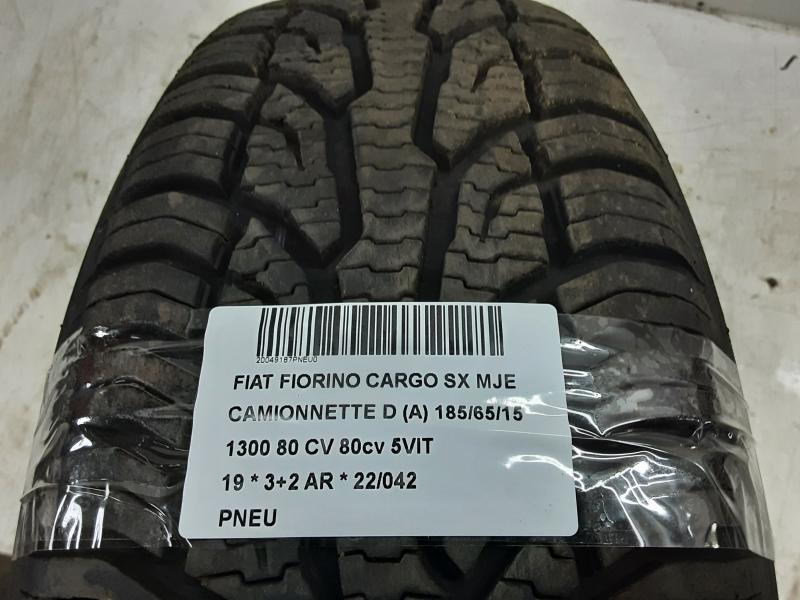 20049187PNEU0
FIAT FIORINO CARGO SX MJE
CAMIONNETTE D (A) 185/65/15
1300 80 CV 80cv 5VIT
19 * 3+2 AR * 22/042
PNEU